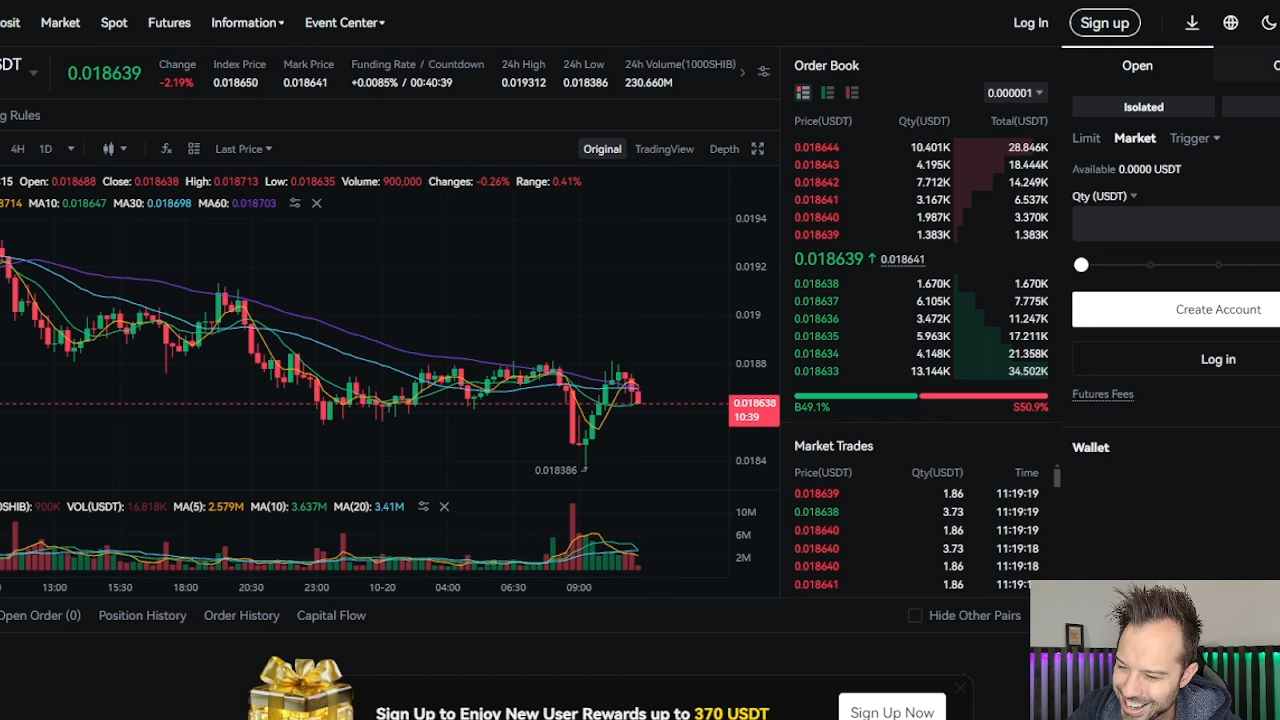 osit Market Spot Futures Information Event Center Log In Sign up
SDT 0.018639
Change
-2.19%
Index Price
0.018650
Mark Price
0.018641
Funding Rate / Countdown
+0.0085% / 00:40:39
24h High
0.019312
24h Low
0.018386
24h Volume(1000SHIB)
230.660M
g Rules
4H 1D Last Price Original TradingView Depth
:15 Open: 0.018688 Close: 0.018638 High: 0.018713 Low: 0.018635 Volume: 900,000 Changes: -0.26% Range: 0.41%
8714 MA10: 0.018647 MA30: 0.018698 MA60: 0.018703
0.0194
0.0192
0.019
0.0188
0.018638
10:39
0.0184
0.018386
SHIB): 900K VOL(USDT): 16.818K MA(5): 2.579M MA(10): 3.637M MA(20): 3.41M
10M
6M
2M
13:00 15:30 18:00 20:30 23:00 10-20 04:00 06:30 09:00
Order Book
0.000001
Price(USDT) Qty(USDT) Total(USDT)
0.018644 10.401K 28.846K
0.018643 4.195K 18.444K
0.018642 7.712K 14.249K
0.018641 3.167K 6.537K
0.018640 1.987K 3.370K
0.018639 1.383K 1.383K
0.018639 ↑ 0.018641
0.018638 1.670K 1.670K
0.018637 6.105K 7.775K
0.018636 3.472K 11.247K
0.018635 5.963K 17.211K
0.018634 4.148K 21.358K
0.018633 13.144K 34.502K
B49.1% S50.9%
Market Trades
Price(USDT) Qty(USDT) Time
0.018639 1.86 11:19:19
0.018638 3.73 11:19:19
0.018640 1.86 11:19:19
0.018640 3.73 11:19:18
0.018640 1.86 11:19:18
0.018641 1.86 11:19:1
Open
Isolated
Limit Market Trigger
Available 0.0000 USDT
Qty (USDT)
Create Account
Log in
Futures Fees
Wallet
Open Order (0) Position History Order History Capital Flow Hide Other Pairs
Sign Up to Enjoy New User Rewards up to 370 USDT
Sign Up Now